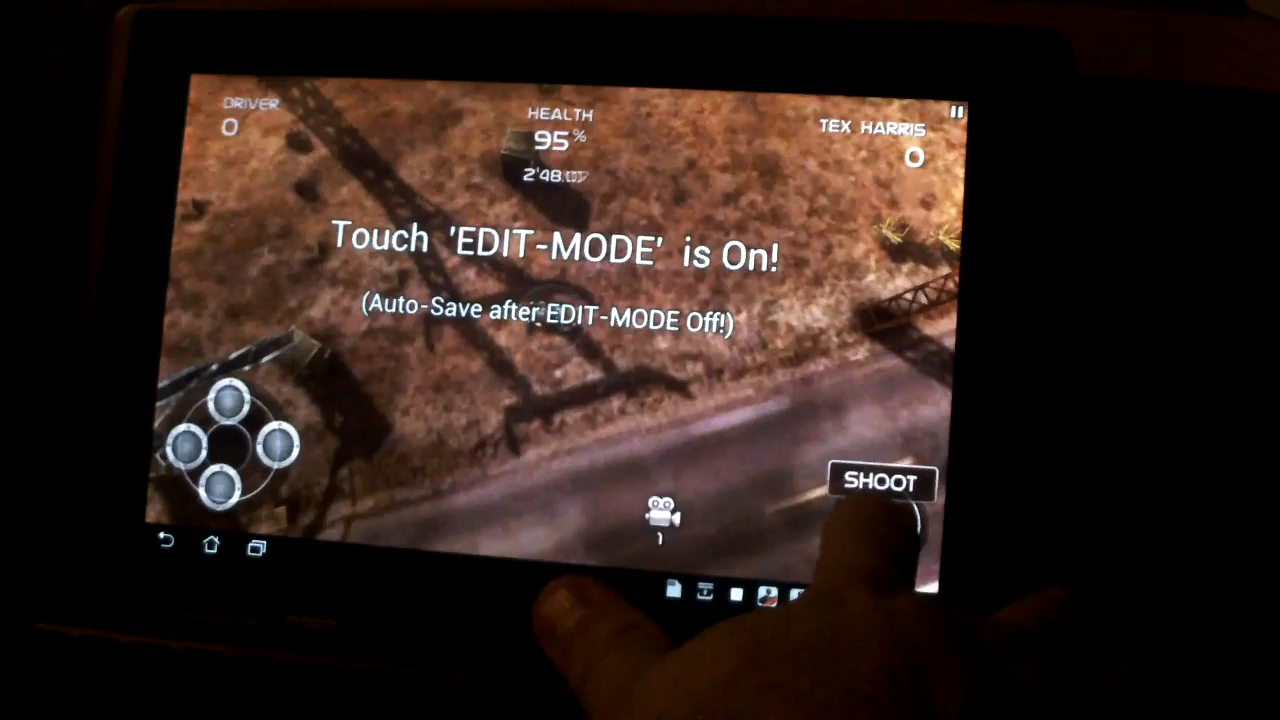 DRIVER
0
HEALTH
95%
TEX HARRIS
0
Touch 'EDIT-MODE' is On!
(Auto-Save after EDIT-MODE Off!)
SHOOT
1